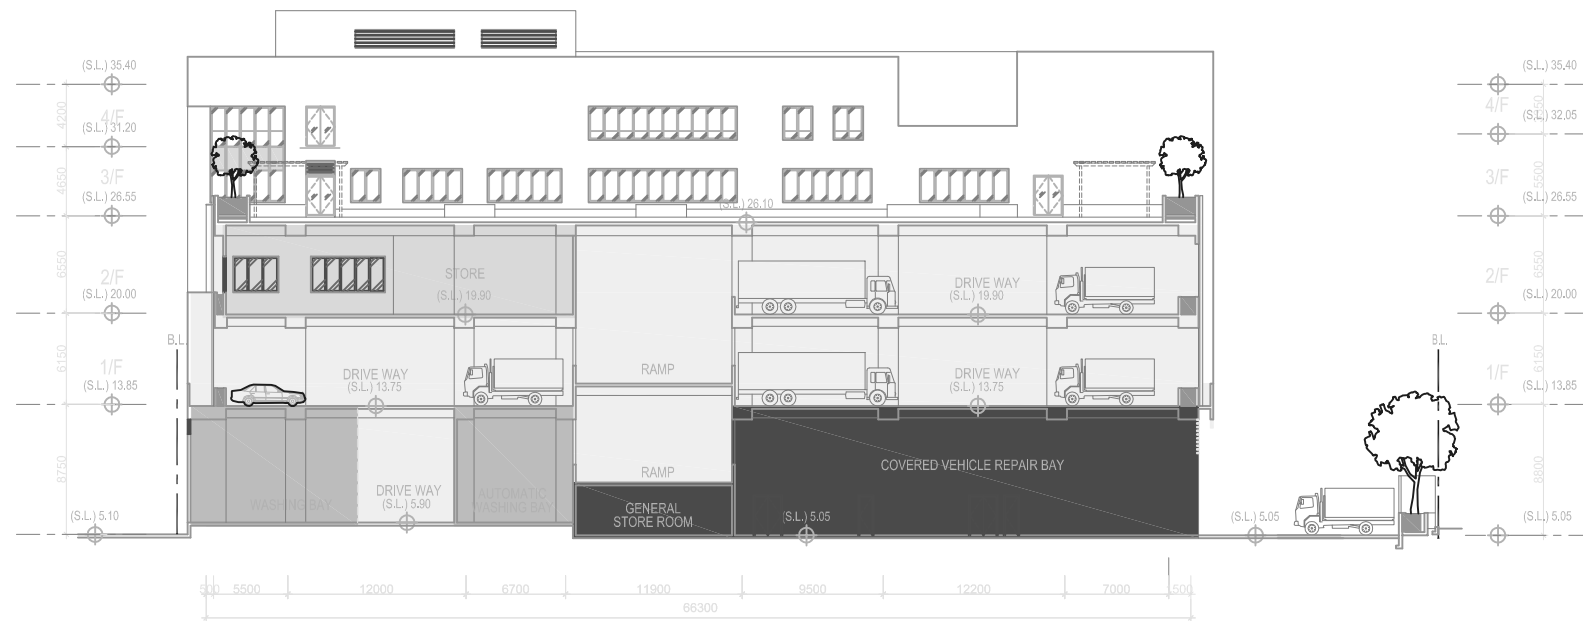 (S.L.) 35.40
4200
4/F
(S.L.) 31.20
4650
3/F
(S.L.) 26.55
6550
2/F
(S.L.) 20.00
B.L.
6150
1/F
(S.L.) 13.85
8750
(S.L.) 5.10
(S.L.) 26.10
STORE
(S.L.) 19.90
DRIVE WAY
(S.L.) 19.90
DRIVE WAY
(S.L.) 13.75
RAMP
DRIVE WAY
(S.L.) 13.75
WASHING BAY
DRIVE WAY
(S.L.) 5.90
AUTOMATIC
WASHING BAY
RAMP
GENERAL
STORE ROOM
COVERED VEHICLE REPAIR BAY
(S.L.) 5.05
(S.L.) 5.05
(S.L.) 35.40
4/F
(S.L.) 32.05
3/F
5500
(S.L.) 26.55
2/F
6550
(S.L.) 20.00
B.L.
1/F
6150
(S.L.) 13.85
8800
(S.L.) 5.05
500 5500 12000 6700 11900 9500 12200 7000 1500
66300